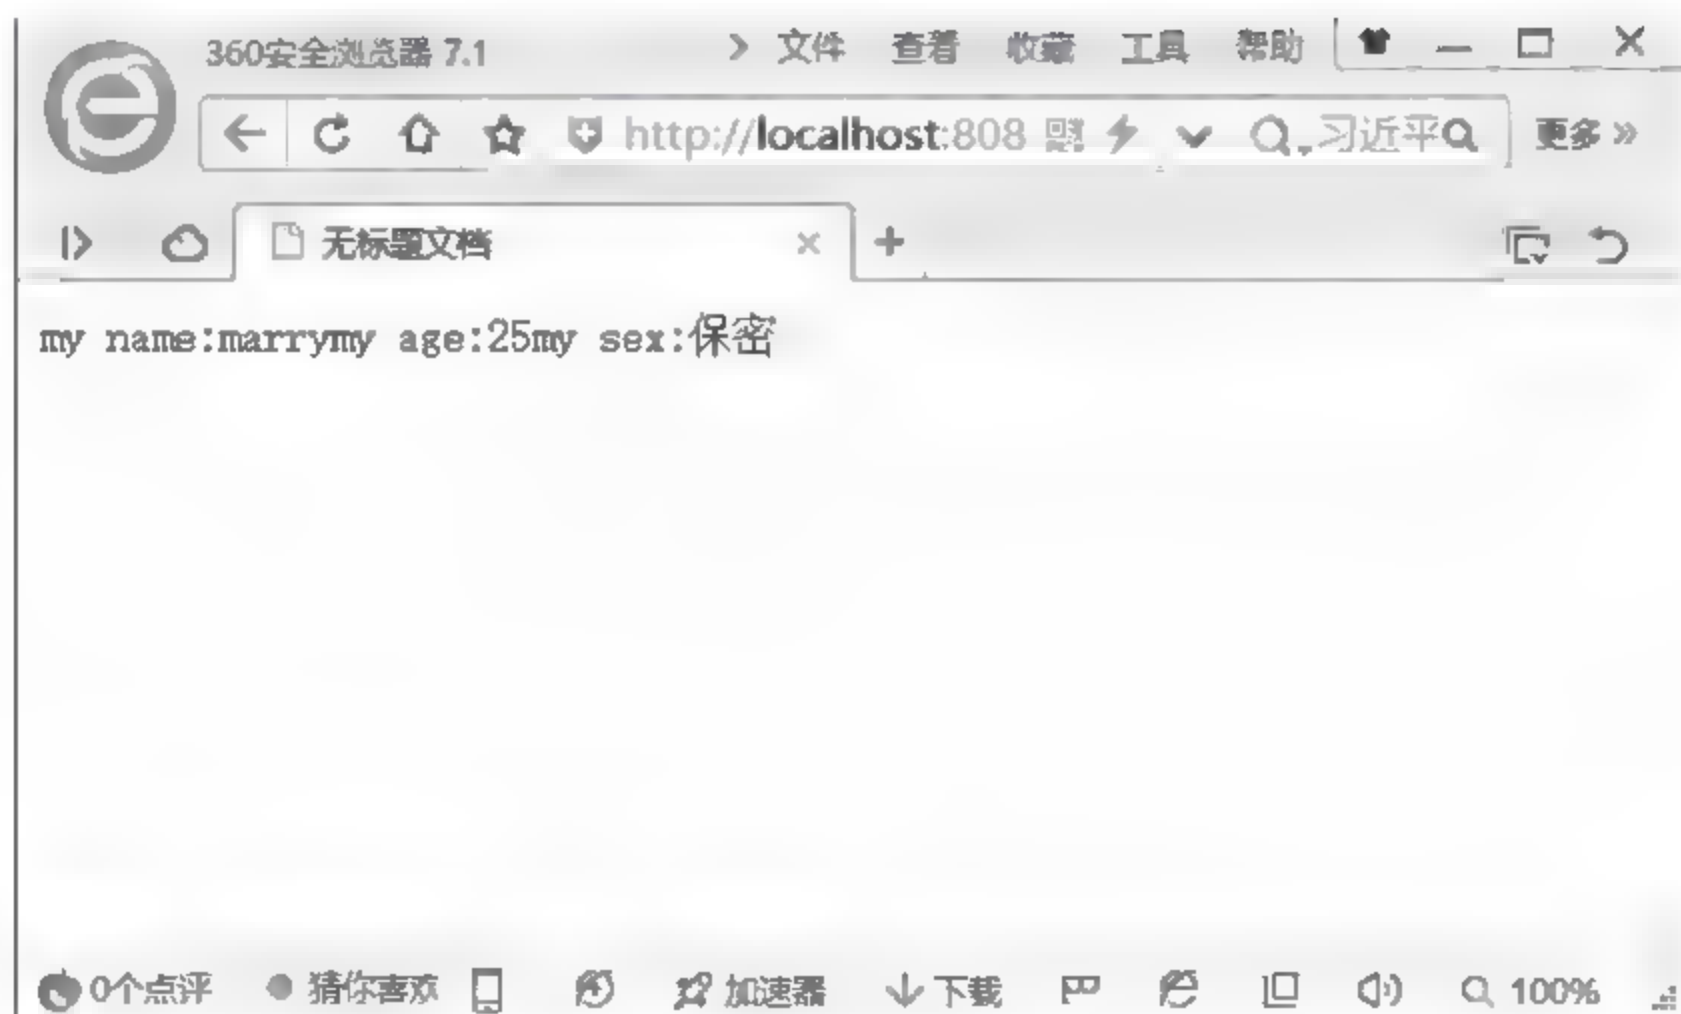 360安全浏览器 7.1 文件 查看 收藏 工具 帮助
http://localhost:808 习近平 更多 »
无标题文档
my name:marrymy age:25my sex:保密
0个点评 猜你喜欢 加速器 下载 100%